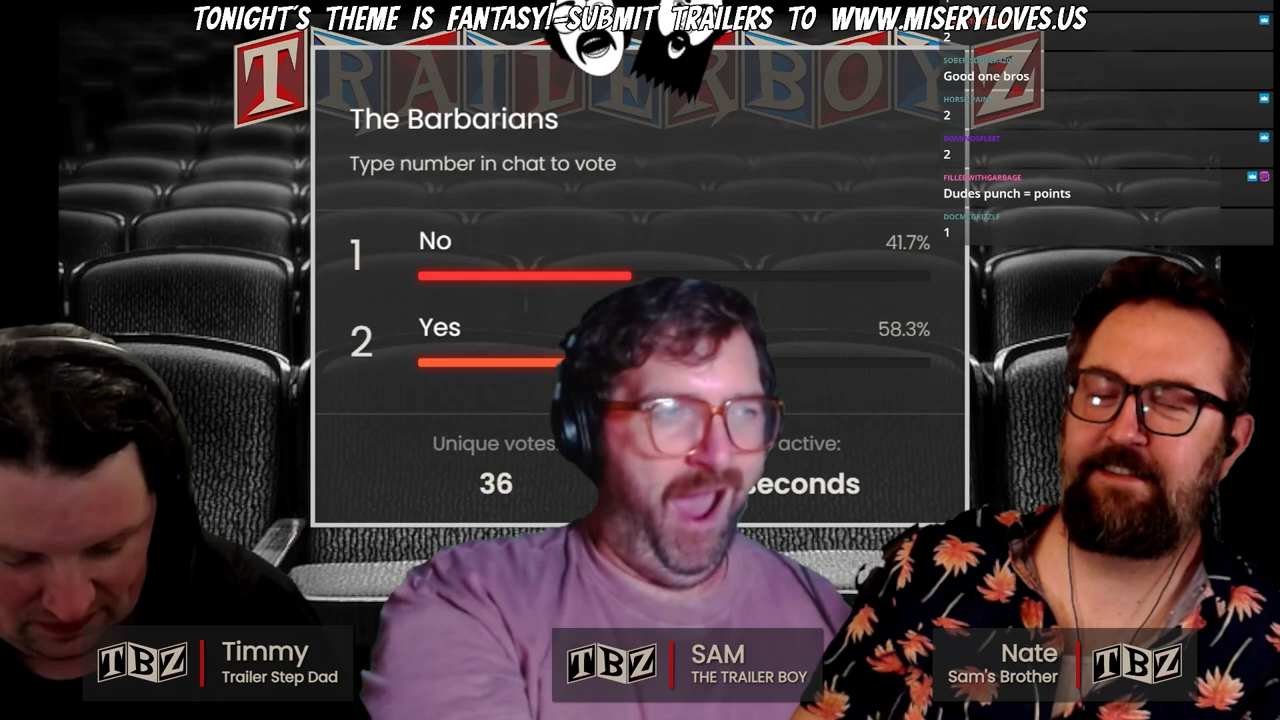 TONIGHT'S THEME IS FANTASY!-SUBMIT TRAILERS TO WWW.MISERYLOVES.US
TRAILERBOYZ
2
Good one bros
2
2
FILLEDWITHGARBAGE
Dudes punch = points
1
The Barbarians
Type number in chat to vote
1 No 41.7%
2 Yes 58.3%
Unique votes: active:
36 seconds
TBZ Timmy
Trailer Step Dad
TBZ SAM
THE TRAILER BOY
Nate TBZ
Sam's Brother